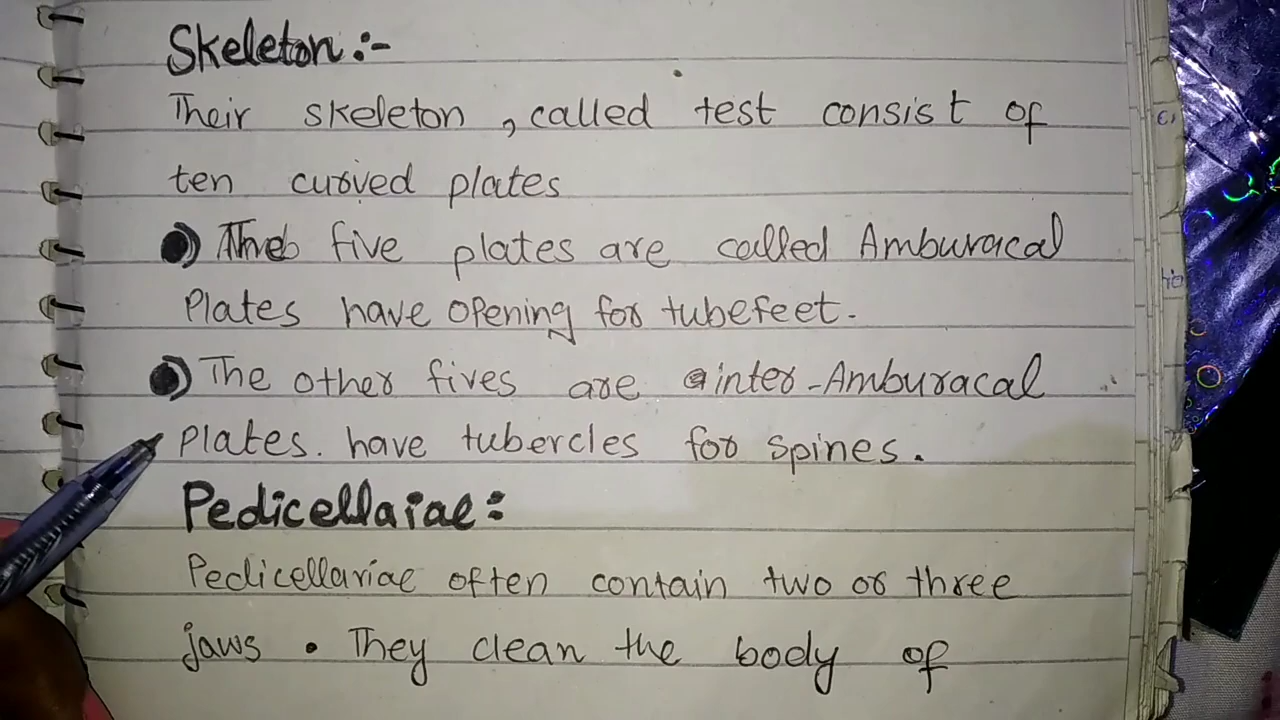 Skeleton:-
Their skeleton, called test consist of
ten curved plates
The five plates are called Amburacal
Plates have opening for tubefeet.
The other fives are inter-Amburacal
Plates. have tubercles for spines.
Pedicellaiae:
Pedicellariae often contain two or three
jaws. They clean the body of